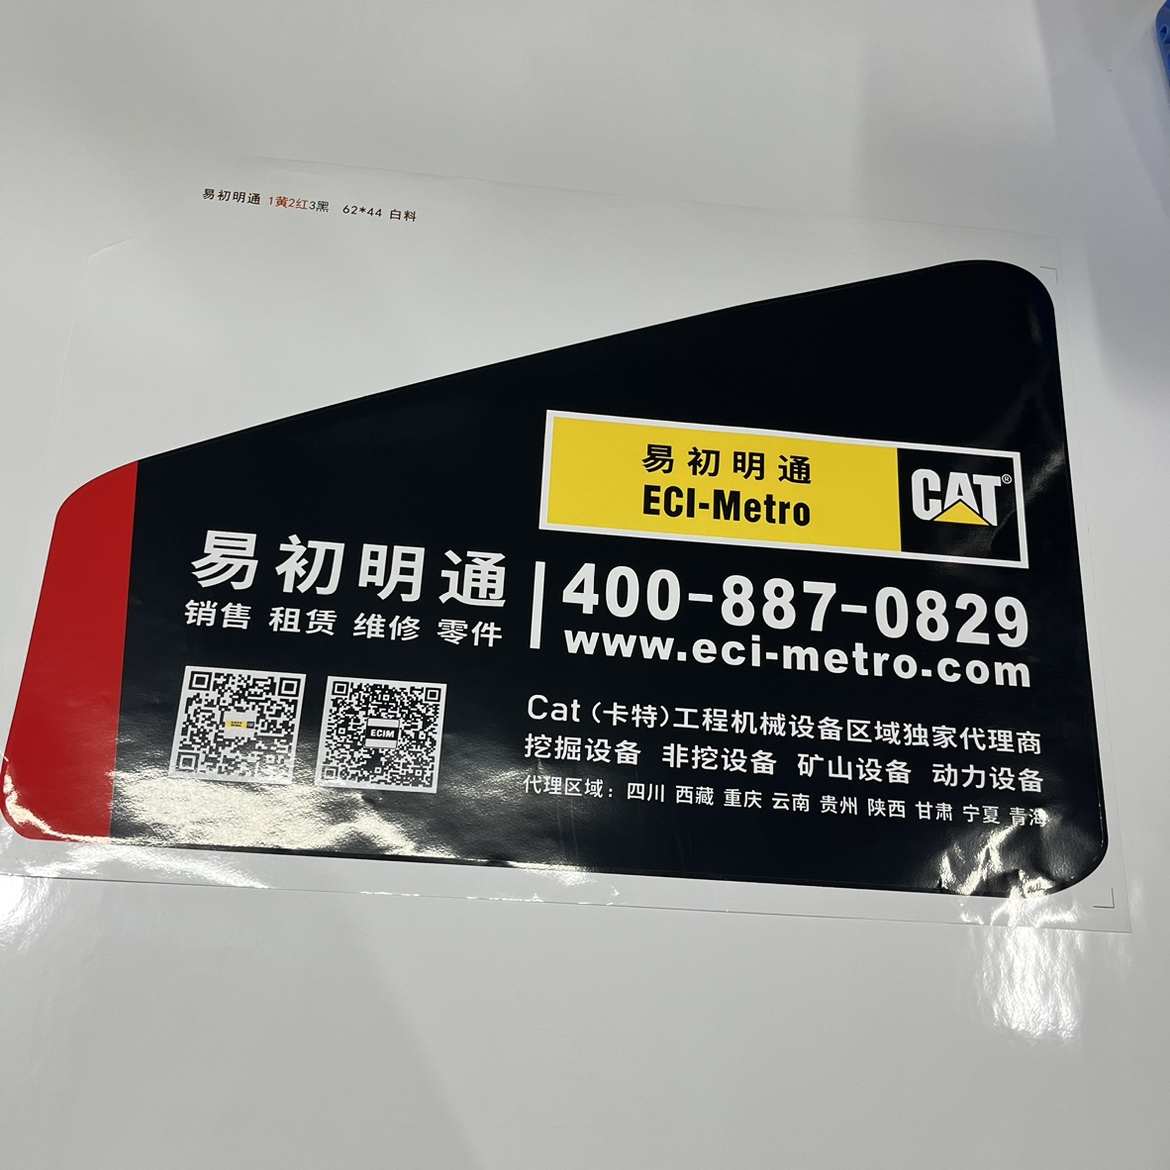 易初明通 1黄2红3黑 62*44 白料
易初明通
ECI-Metro
CAT®
易初明通
销售 租赁 维修 零件
400-887-0829
www.eci-metro.com
ECIM
Cat（卡特）工程机械设备区域独家代理商
挖掘设备 非挖设备 矿山设备 动力设备
代理区域：四川 西藏 重庆 云南 贵州 陕西 甘肃 宁夏 青海